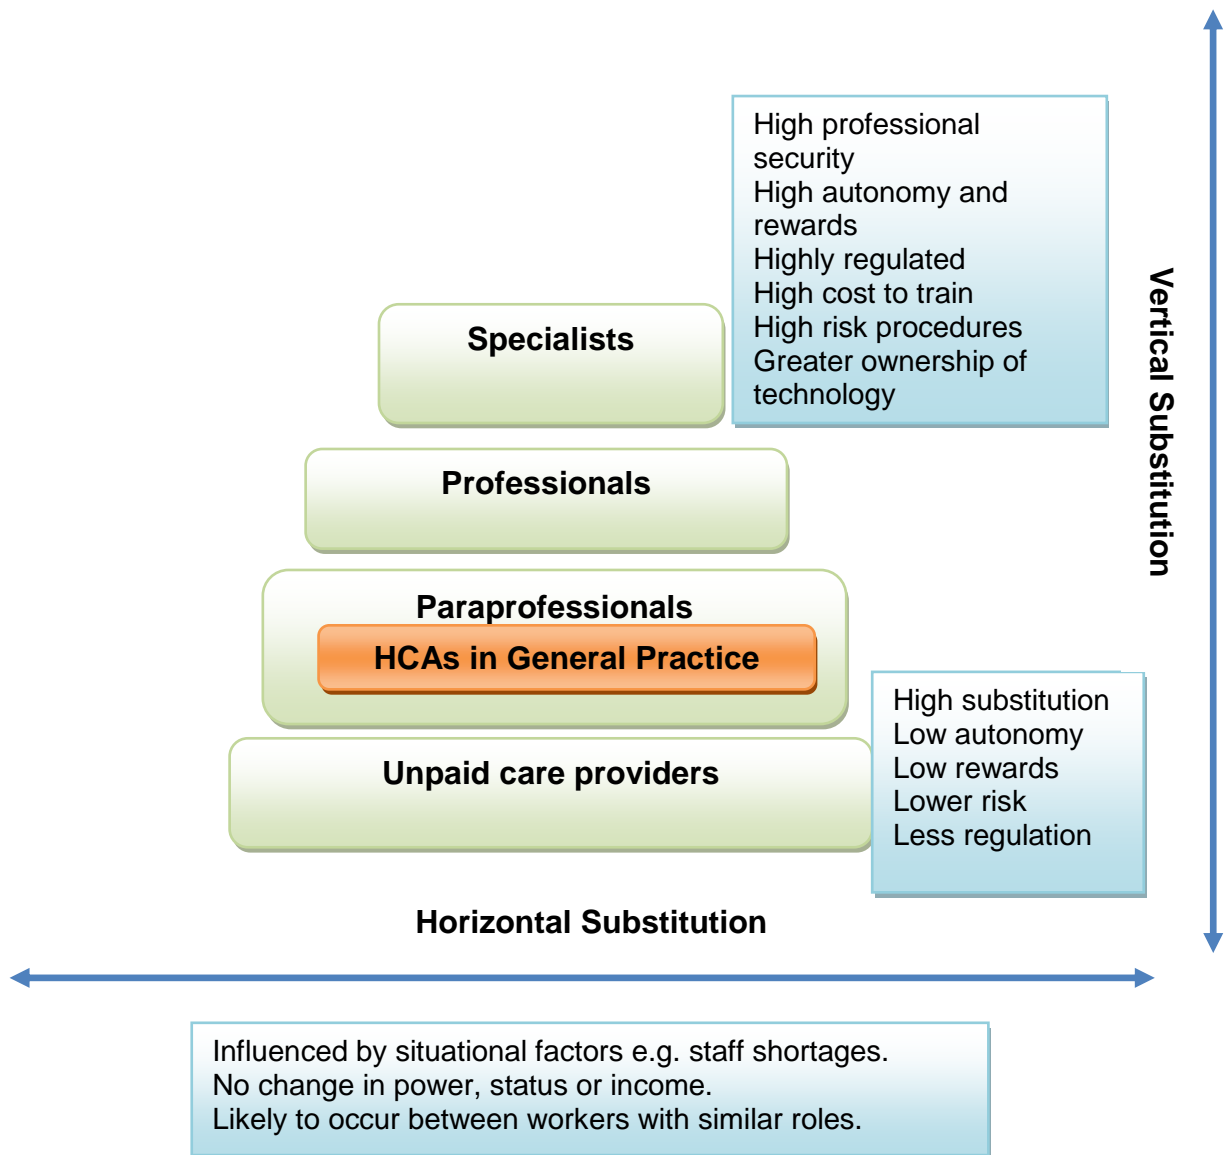 High professional
security
High autonomy and
rewards
Highly regulated
High cost to train
High risk procedures
Greater ownership of
technology
Vertical Substitution
Specialists
Professionals
Paraprofessionals
HCAs in General Practice
Unpaid care providers
High substitution
Low autonomy
Low rewards
Lower risk
Less regulation
Horizontal Substitution
Influenced by situational factors e.g. staff shortages.
No change in power, status or income.
Likely to occur between workers with similar roles.